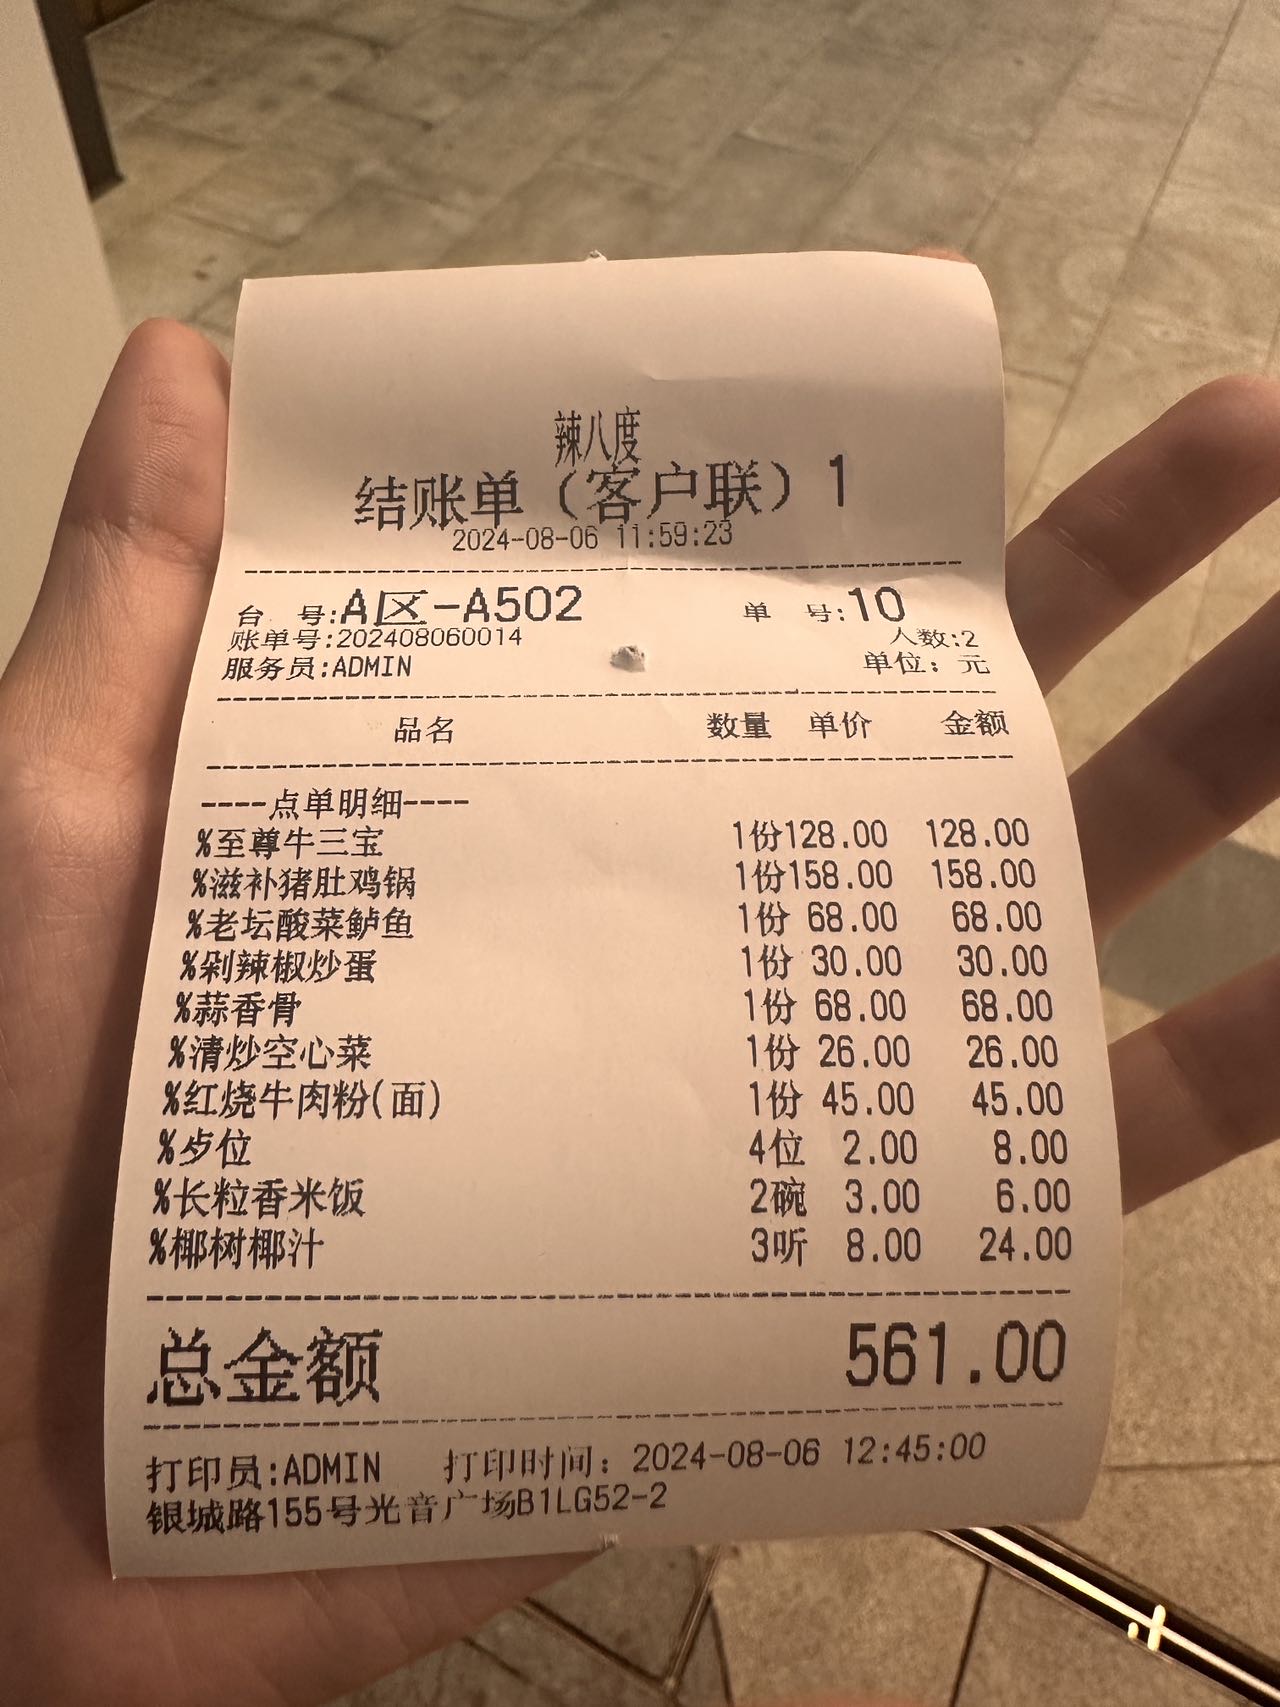 辣八度
结账单（客户联）1
2024-08-06 11:59:23
台 号:A区-A502 单 号:10
账单号:202408060014 人数:2
服务员:ADMIN 单位：元
品名 数量 单价 金额
----点单明细----
%至尊牛三宝 1份128.00 128.00
%滋补猪肚鸡锅 1份158.00 158.00
%老坛酸菜鲈鱼 1份 68.00 68.00
%剁辣椒炒蛋 1份 30.00 30.00
%蒜香骨 1份 68.00 68.00
%清炒空心菜 1份 26.00 26.00
%红烧牛肉粉(面) 1份 45.00 45.00
%歺位 4位 2.00 8.00
%长粒香米饭 2碗 3.00 6.00
%椰树椰汁 3听 8.00 24.00
总金额 561.00
打印员:ADMIN 打印时间：2024-08-06 12:45:00
银城路155号光音广场B1LG52-2